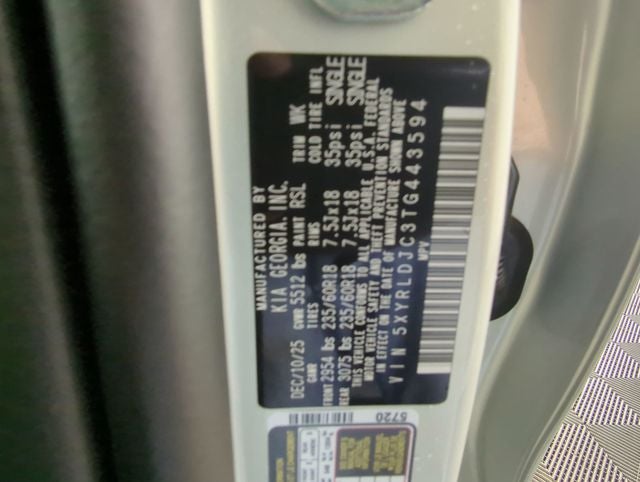 MANUFACTURED BY
KIA GEORGIA, INC.
DEC/10/25 GVWR 5512 lbs PAINT RSL TRIM WK
GAWR TIRES RIMS COLD TIRE INFL
FRONT 2954 lbs 235/60R18 7.5Jx18 35psi SINGLE
REAR 3075 lbs 235/60R18 7.5Jx18 35psi SINGLE
THIS VEHICLE CONFORMS TO ALL APPLICABLE U.S.A. FEDERAL
MOTOR VEHICLE SAFETY AND THEFT PREVENTION STANDARDS
IN EFFECT ON THE DATE OF MANUFACTURE SHOWN ABOVE
VIN 5XYRLDJC3TG443594
MPV
5720